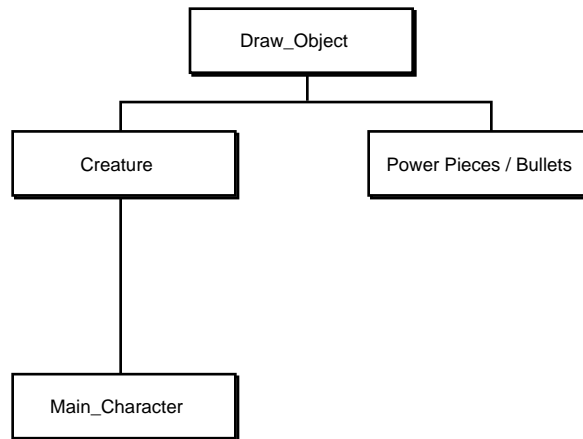 Draw_Object
Creature
Power Pieces / Bullets
Main_Character